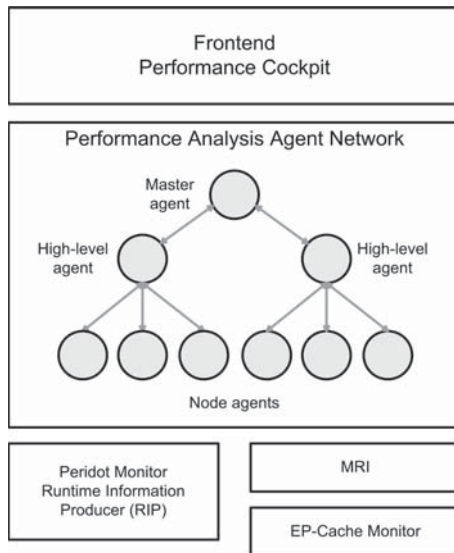 Frontend
Performance Cockpit
Performance Analysis Agent Network
Master
agent
High-level
agent
High-level
agent
Node agents
Peridot Monitor
Runtime Information
Producer (RIP)
MRI
EP-Cache Monitor